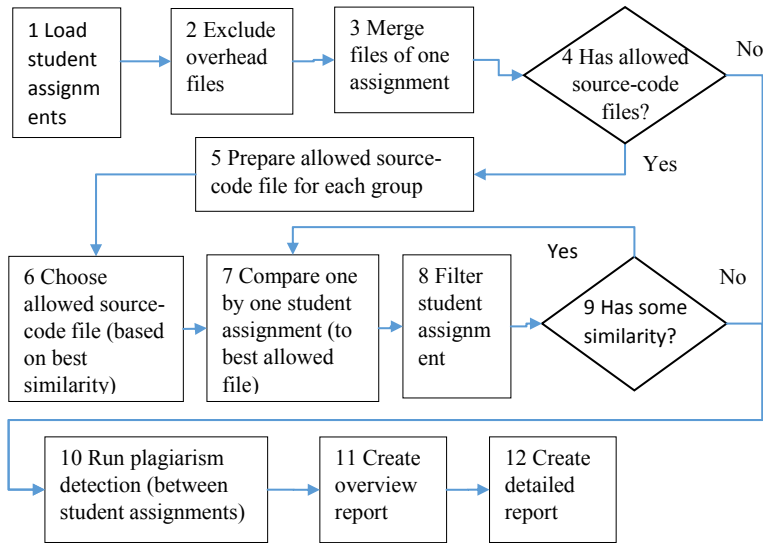 1 Load
student
assignm
ents
2 Exclude
overhead
files
3 Merge
files of one
assignment
4 Has allowed
source-code
files?
No
Yes
5 Prepare allowed source-
code file for each group
6 Choose
allowed source-
code file (based
on best
similarity)
7 Compare one
by one student
assignment (to
best allowed
file)
8 Filter
student
assignm
ent
Yes
9 Has some
similarity?
No
10 Run plagiarism
detection (between
student assignments)
11 Create
overview
report
12 Create
detailed
report